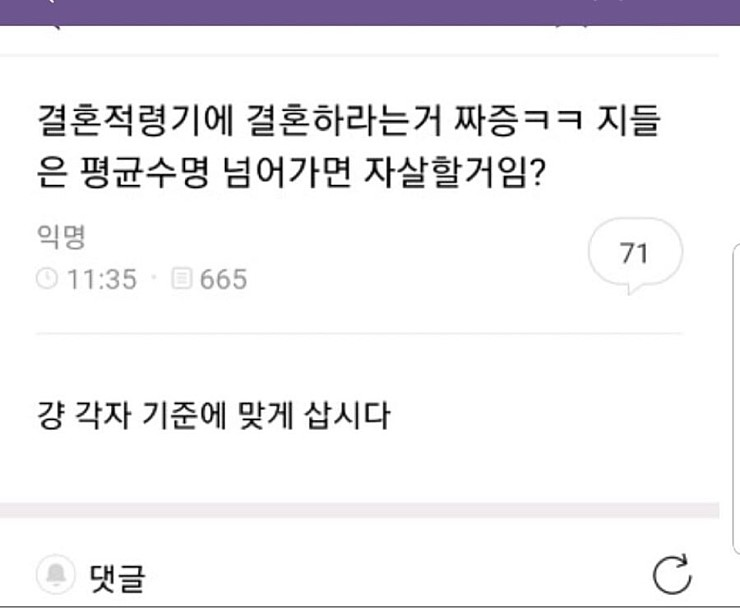 결혼적령기에 결혼하라는거 짜증ㅋㅋ 지들
은 평균수명 넘어가면 자살할거임?
익명
71
11:35 · 665
걍 각자 기준에 맞게 삽시다
댓글